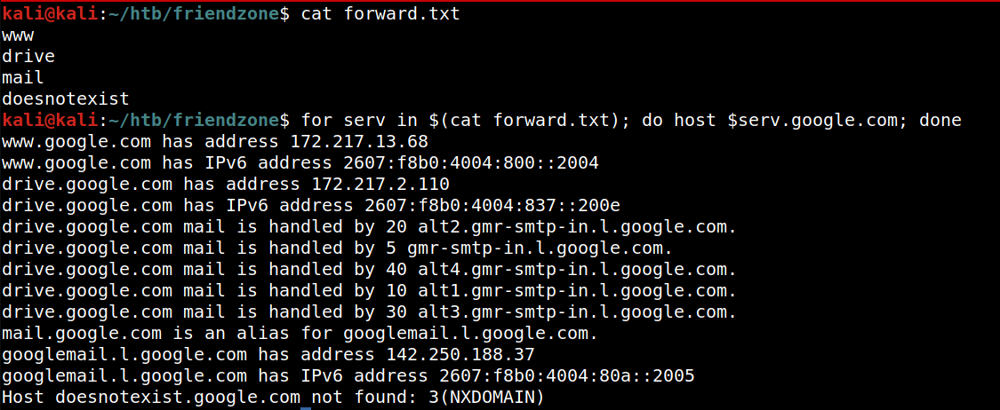 kali@kali:~/htb/friendzone$ cat forward.txt
www
drive
mail
doesnotexist
kali@kali:~/htb/friendzone$ for serv in $(cat forward.txt); do host $serv.google.com; done
www.google.com has address 172.217.13.68
www.google.com has IPv6 address 2607:f8b0:4004:800::2004
drive.google.com has address 172.217.2.110
drive.google.com has IPv6 address 2607:f8b0:4004:837::200e
drive.google.com mail is handled by 20 alt2.gmr-smtp-in.l.google.com.
drive.google.com mail is handled by 5 gmr-smtp-in.l.google.com.
drive.google.com mail is handled by 40 alt4.gmr-smtp-in.l.google.com.
drive.google.com mail is handled by 10 alt1.gmr-smtp-in.l.google.com.
drive.google.com mail is handled by 30 alt3.gmr-smtp-in.l.google.com.
mail.google.com is an alias for googlemail.l.google.com.
googlemail.l.google.com has address 142.250.188.37
googlemail.l.google.com has IPv6 address 2607:f8b0:4004:80a::2005
Host doesnotexist.google.com not found: 3(NXDOMAIN)